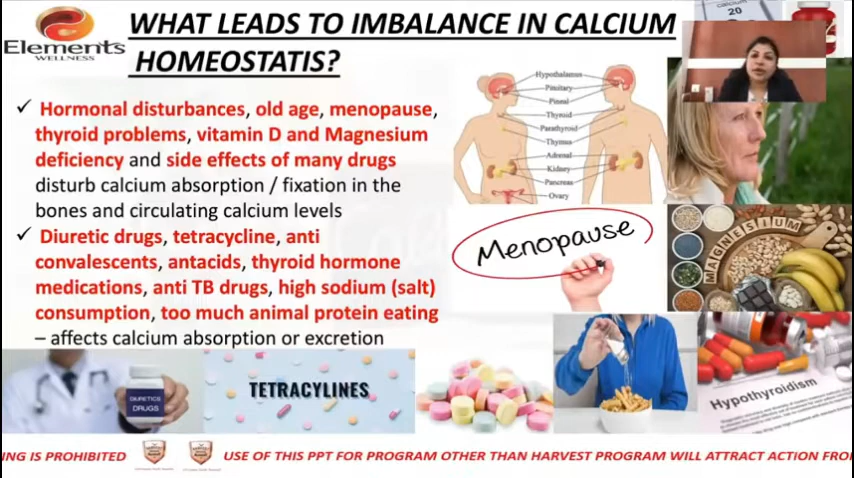 Elements
WELLNESS
WHAT LEADS TO IMBALANCE IN CALCIUM
HOMEOSTATIS?
20
✓ Hormonal disturbances, old age, menopause,
thyroid problems, vitamin D and Magnesium
deficiency and side effects of many drugs
disturb calcium absorption / fixation in the
bones and circulating calcium levels
✓ Diuretic drugs, tetracycline, anti
convalescents, antacids, thyroid hormone
medications, anti TB drugs, high sodium (salt)
consumption, too much animal protein eating
– affects calcium absorption or excretion
Hypothalamus
Pituitary
Pineal
Thyroid
Parathyroid
Thymus
Adrenal
Kidney
Pancreas
Ovary
Menopause
MAGNESIUM
DIURETICS
DRUGS
TETRACYLINES
Hypothyroidism
NG IS PROHIBITED
USE OF THIS PPT FOR PROGRAM OTHER THAN HARVEST PROGRAM WILL ATTRACT ACTION FROM